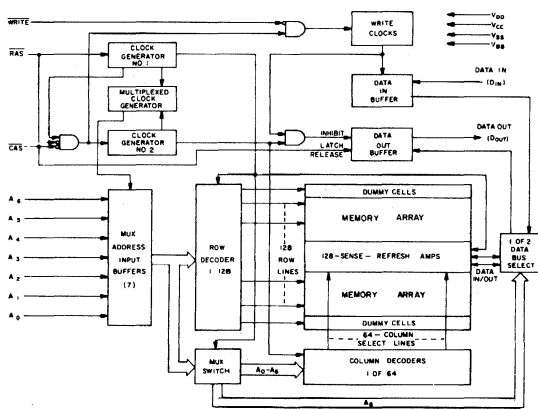 WRITE
WRITE CLOCKS
VDD
VCC
VSS
VBB
RAS
CLOCK GENERATOR NO. 1
MULTIPLEXED CLOCK GENERATOR
DATA IN BUFFER
DATA IN (DIN)
CAS
CLOCK GENERATOR NO 2
INHIBIT
LATCH RELEASE
DATA OUT BUFFER
DATA OUT (DOUT)
A6
A5
A4
A3
A2
A1
A0
MUX ADDRESS INPUT BUFFERS (7)
ROW DECODER 1 128
128 ROW LINES
DUMMY CELLS
MEMORY ARRAY
128-SENSE-REFRESH AMPS
MEMORY ARRAY
DUMMY CELLS
1 OF 2 DATA BUS SELECT
DATA IN/OUT
64-COLUMN SELECT LINES
MUX SWITCH
A0-A6
COLUMN DECODERS
1 OF 64